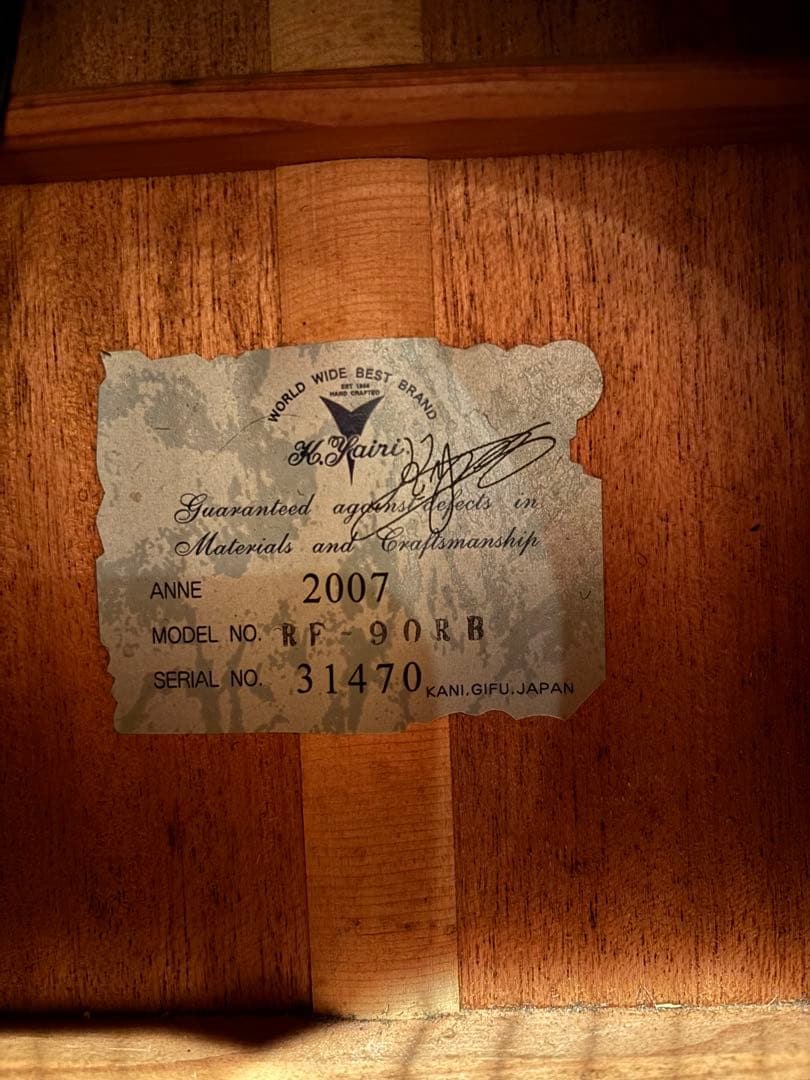 WORLD WIDE BEST BRAND
EST 1966
HAND CRAFTED
K.Yairi
Guaranteed against defects in
Materials and Craftsmanship
ANNE 2007
MODEL NO. RF-90RB
SERIAL NO. 31470
KANI.GIFU.JAPAN